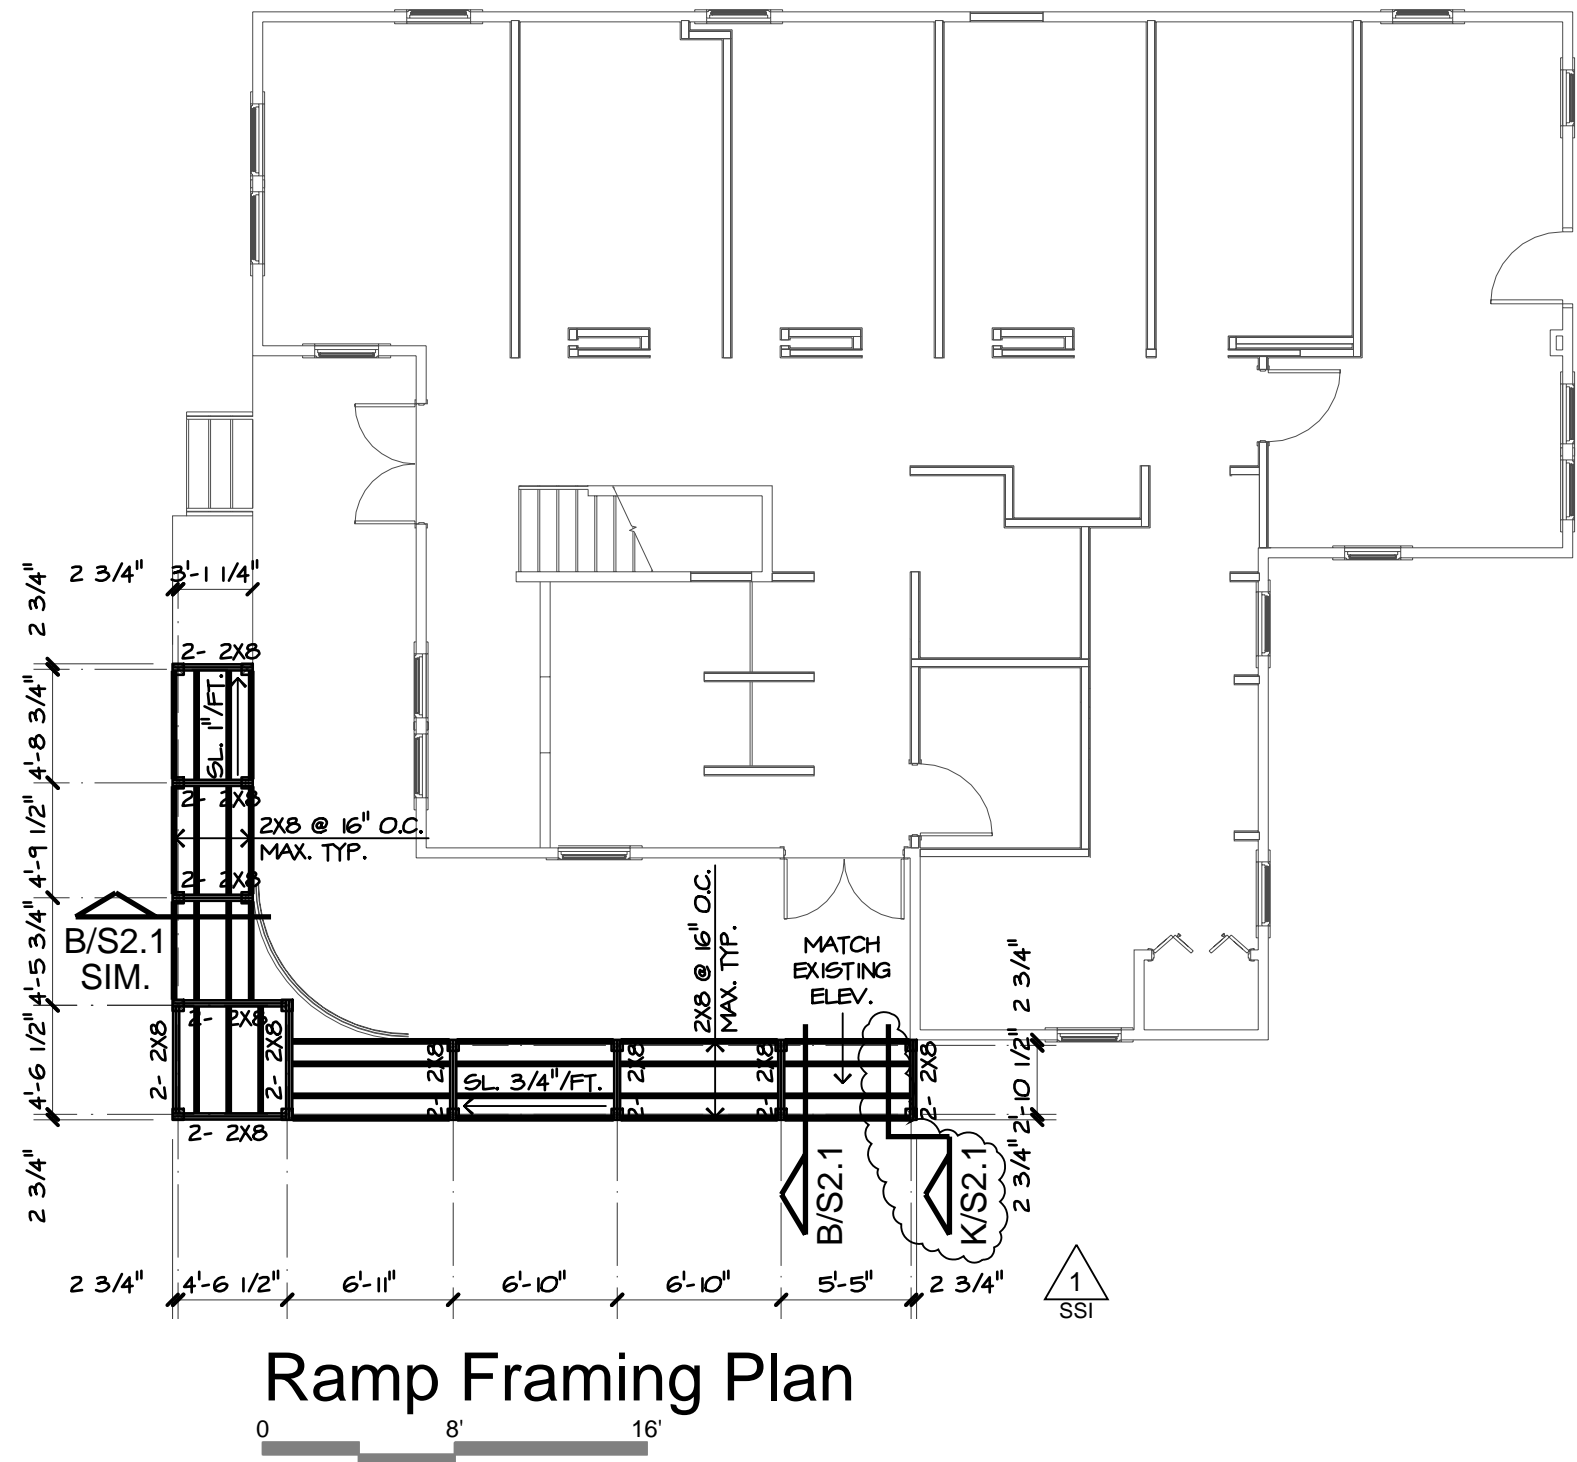 2 3/4"
2 3/4"
3'-1 1/4"
2- 2X8
SL. 1"/FT.
4'-8 3/4"
2- 2X8
2X8 @ 16" O.C.
MAX. TYP.
4'-9 1/2"
2- 2X8
B/S2.1
SIM.
4'-5 3/4"
2- 2X8
2- 2X8
2- 2X8
4'-6 1/2"
2- 2X8
2 3/4"
2X8 @ 16" O.C.
MAX. TYP.
MATCH
EXISTING
ELEV.
2- 2X8
SL. 3/4"/FT.
2- 2X8
2- 2X8
2- 2X8
2 3/4"
2'-10 1/2"
2 3/4"
B/S2.1
K/S2.1
2 3/4"
4'-6 1/2"
6'-11"
6'-10"
6'-10"
5'-5"
2 3/4"
1
SSI
Ramp Framing Plan
0 8' 16'